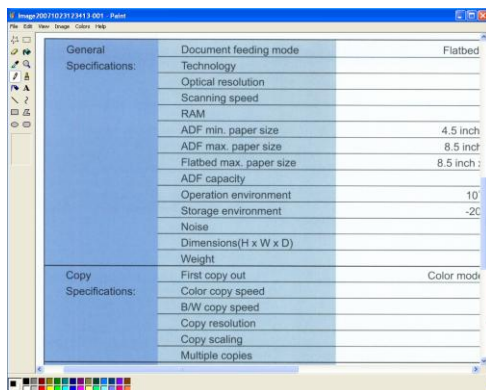 Image20071023123413-001 - Paint
File Edit View Image Colors Help
General Document feeding mode Flatbed
Specifications: Technology
Optical resolution
Scanning speed
RAM
ADF min. paper size 4.5 inch
ADF max. paper size 8.5 inch
Flatbed max. paper size 8.5 inch :
ADF capacity
Operation environment 10
Storage environment -20
Noise
Dimensions(H x W x D)
Weight
Copy First copy out Color mode
Specifications: Color copy speed
B/W copy speed
Copy resolution
Copy scaling
Multiple copies